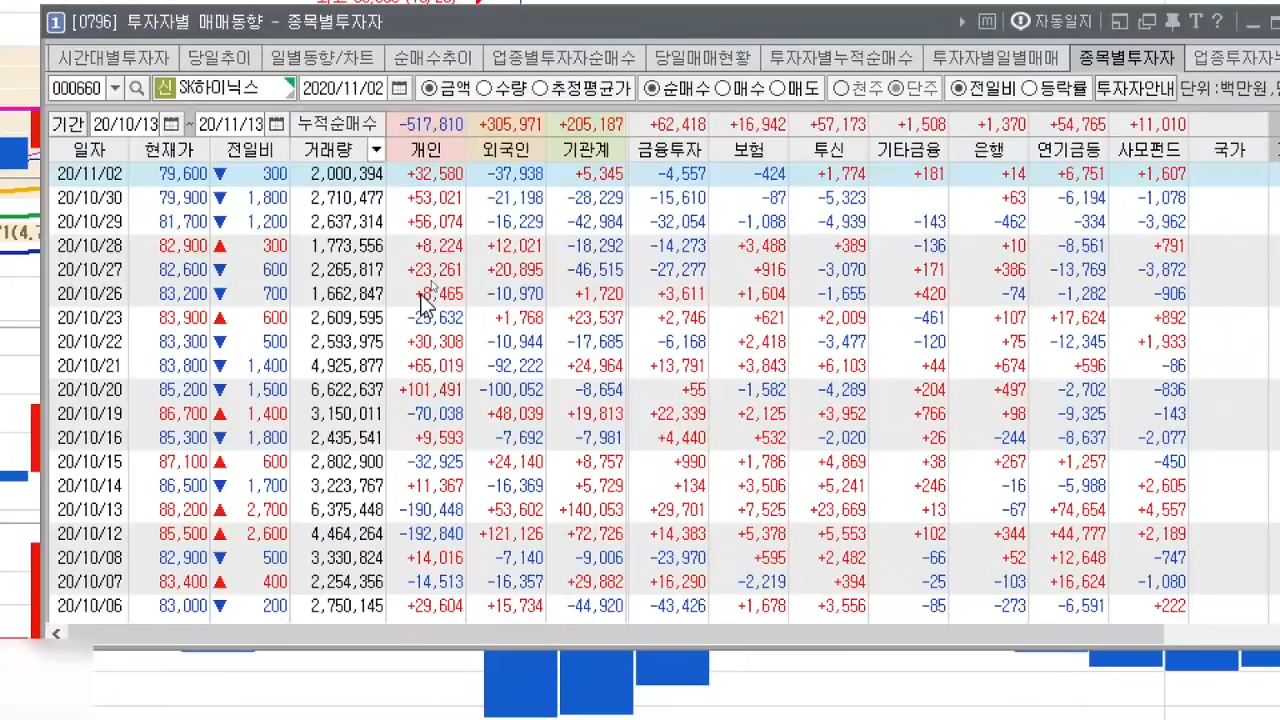 1 [0796] 투자자별 매매동향 - 종목별투자자 자동일지 T ?
시간대별투자자 당일추이 일별동향/차트 순매수추이 업종별투자자순매수 당일매매현황 투자자별누적순매수 투자자별일별매매 종목별투자자
000660 신 SK하이닉스 2020/11/02 금액 수량 추정평균가 순매수 매수 매도 천주 단주 전일비 등락률 투자자안내 단위:백만원,
기간 20/10/13 ~ 20/11/13 누적순매수 -517,810 +305,971 +205,187 +62,418 +16,942 +57,173 +1,508 +1,370 +54,765 +11,010
일자 현재가 전일비 거래량 개인 외국인 기관계 금융투자 보험 투신 기타금융 은행 연기금등 사모펀드 국가
20/11/02 79,600 ▼ 300 2,000,394 +32,580 -37,938 +5,345 -4,557 -424 +1,774 +181 +14 +6,751 +1,607
20/10/30 79,900 ▼ 1,800 2,710,477 +53,021 -21,198 -28,229 -15,610 -87 -5,323 +63 -6,194 -1,078
20/10/29 81,700 ▼ 1,200 2,637,314 +56,074 -16,229 -42,984 -32,054 -1,088 -4,939 -143 -462 -334 -3,962
20/10/28 82,900 ▲ 300 1,773,556 +8,224 +12,021 -18,292 -14,273 +3,488 +389 -136 +10 -8,561 +791
20/10/27 82,600 ▼ 600 2,265,817 +23,261 +20,895 -46,515 -27,277 +916 -3,070 +171 +386 -13,769 -3,872
20/10/26 83,200 ▼ 700 1,662,847 +8,465 -10,970 +1,720 +3,611 +1,604 -1,655 +420 -74 -1,282 -906
20/10/23 83,900 ▲ 600 2,609,595 -25,632 +1,768 +23,537 +2,746 +621 +2,009 -461 +107 +17,624 +892
20/10/22 83,300 ▼ 500 2,593,975 +30,308 -10,944 -17,685 -6,168 +2,418 -3,477 -120 +75 -12,345 +1,933
20/10/21 83,800 ▼ 1,400 4,925,877 +65,019 -92,222 +24,964 +13,791 +3,843 +6,103 +44 +674 +596 -86
20/10/20 85,200 ▼ 1,500 6,622,637 +101,491 -100,052 -8,654 +55 -1,582 -4,289 +204 +497 -2,702 -836
20/10/19 86,700 ▲ 1,400 3,150,011 -70,038 +48,039 +19,813 +22,339 +2,125 +3,952 +766 +98 -9,325 -143
20/10/16 85,300 ▼ 1,800 2,435,541 +9,593 -7,692 -7,981 +4,440 +532 -2,020 +26 -244 -8,637 -2,077
20/10/15 87,100 ▲ 600 2,802,900 -32,925 +24,140 +8,757 +990 +1,786 +4,869 +38 +267 +1,257 -450
20/10/14 86,500 ▼ 1,700 3,223,767 +11,367 -16,369 +5,729 +134 +3,506 +5,241 +246 -16 -5,988 +2,605
20/10/13 88,200 ▲ 2,700 6,375,448 -190,448 +53,602 +140,053 +29,701 +7,525 +23,669 +13 -67 +74,654 +4,557
20/10/12 85,500 ▲ 2,600 4,464,264 -192,840 +121,126 +72,726 +14,383 +5,378 +5,553 +102 +344 +44,777 +2,189
20/10/08 82,900 ▼ 500 3,330,824 +14,016 -7,140 -9,006 -23,970 +595 +2,482 -66 +52 +12,648 -747
20/10/07 83,400 ▲ 400 2,254,356 -14,513 -16,357 +29,882 +16,290 -2,219 +394 -25 -103 +16,624 -1,080
20/10/06 83,000 ▼ 200 2,750,145 +29,604 +15,734 -44,920 -43,426 +1,678 +3,556 -85 -273 -6,591 +222